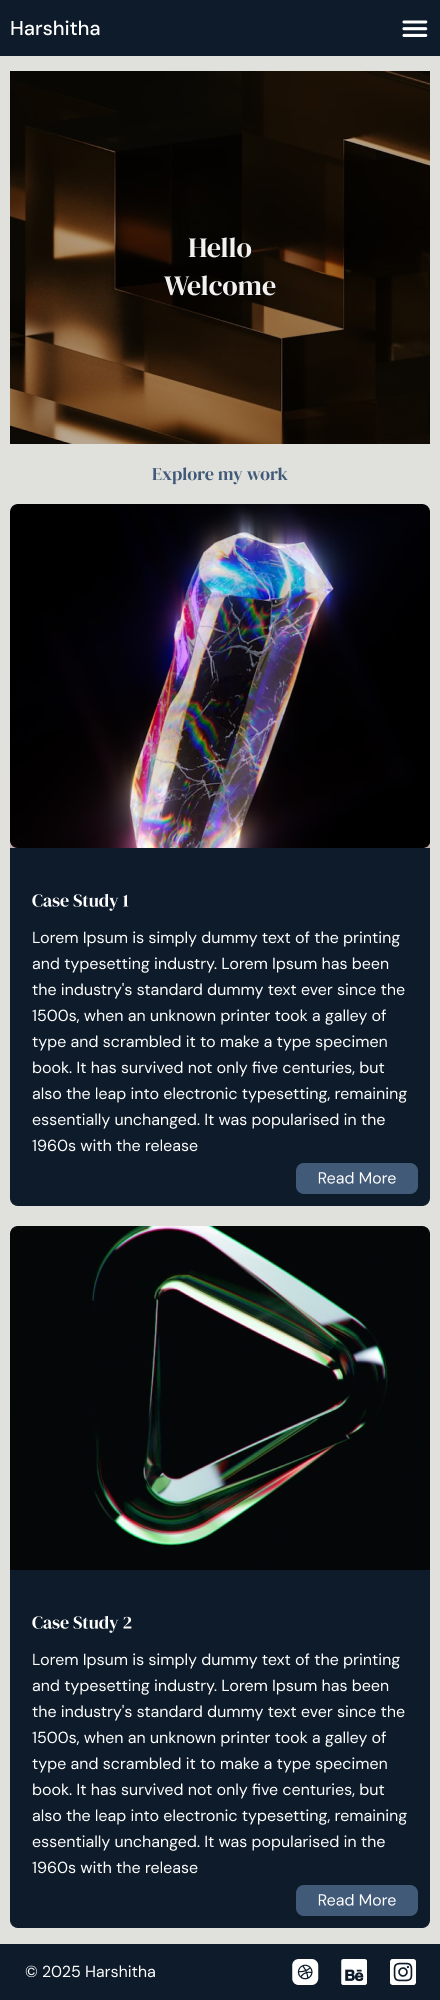 Harshitha
Hello
Welcome
Explore my work
Case Study 1
Lorem Ipsum is simply dummy text of the printing
and typesetting industry. Lorem Ipsum has been
the industry's standard dummy text ever since the
1500s, when an unknown printer took a galley of
type and scrambled it to make a type specimen
book. It has survived not only five centuries, but
also the leap into electronic typesetting, remaining
essentially unchanged. It was popularised in the
1960s with the release
Read More
Case Study 2
Lorem Ipsum is simply dummy text of the printing
and typesetting industry. Lorem Ipsum has been
the industry's standard dummy text ever since the
1500s, when an unknown printer took a galley of
type and scrambled it to make a type specimen
book. It has survived not only five centuries, but
also the leap into electronic typesetting, remaining
essentially unchanged. It was popularised in the
1960s with the release
Read More
© 2025 Harshitha
Bē